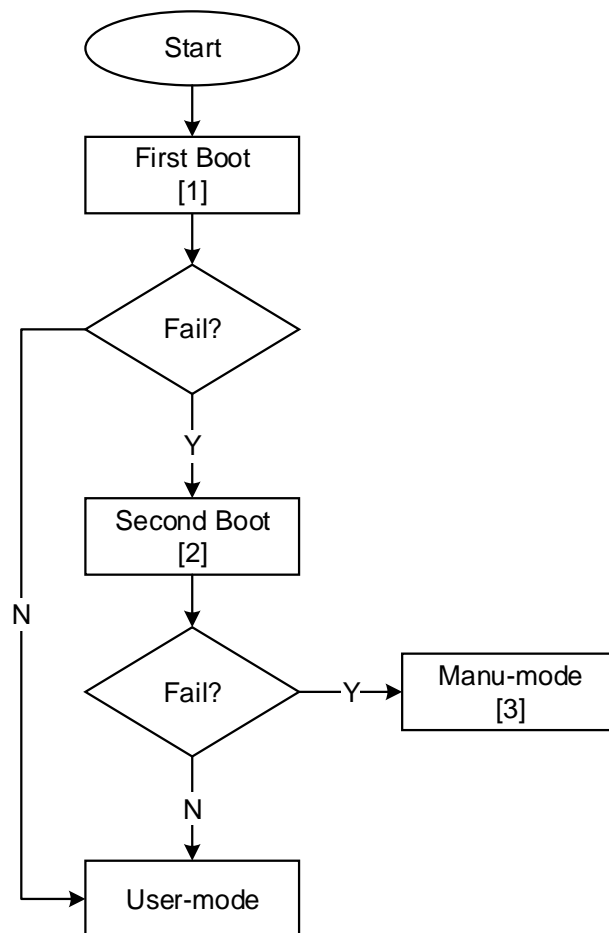 Start
First Boot
[1]
Fail?
Y
Second Boot
[2]
N
Fail?
Y
Manu-mode
[3]
N
User-mode